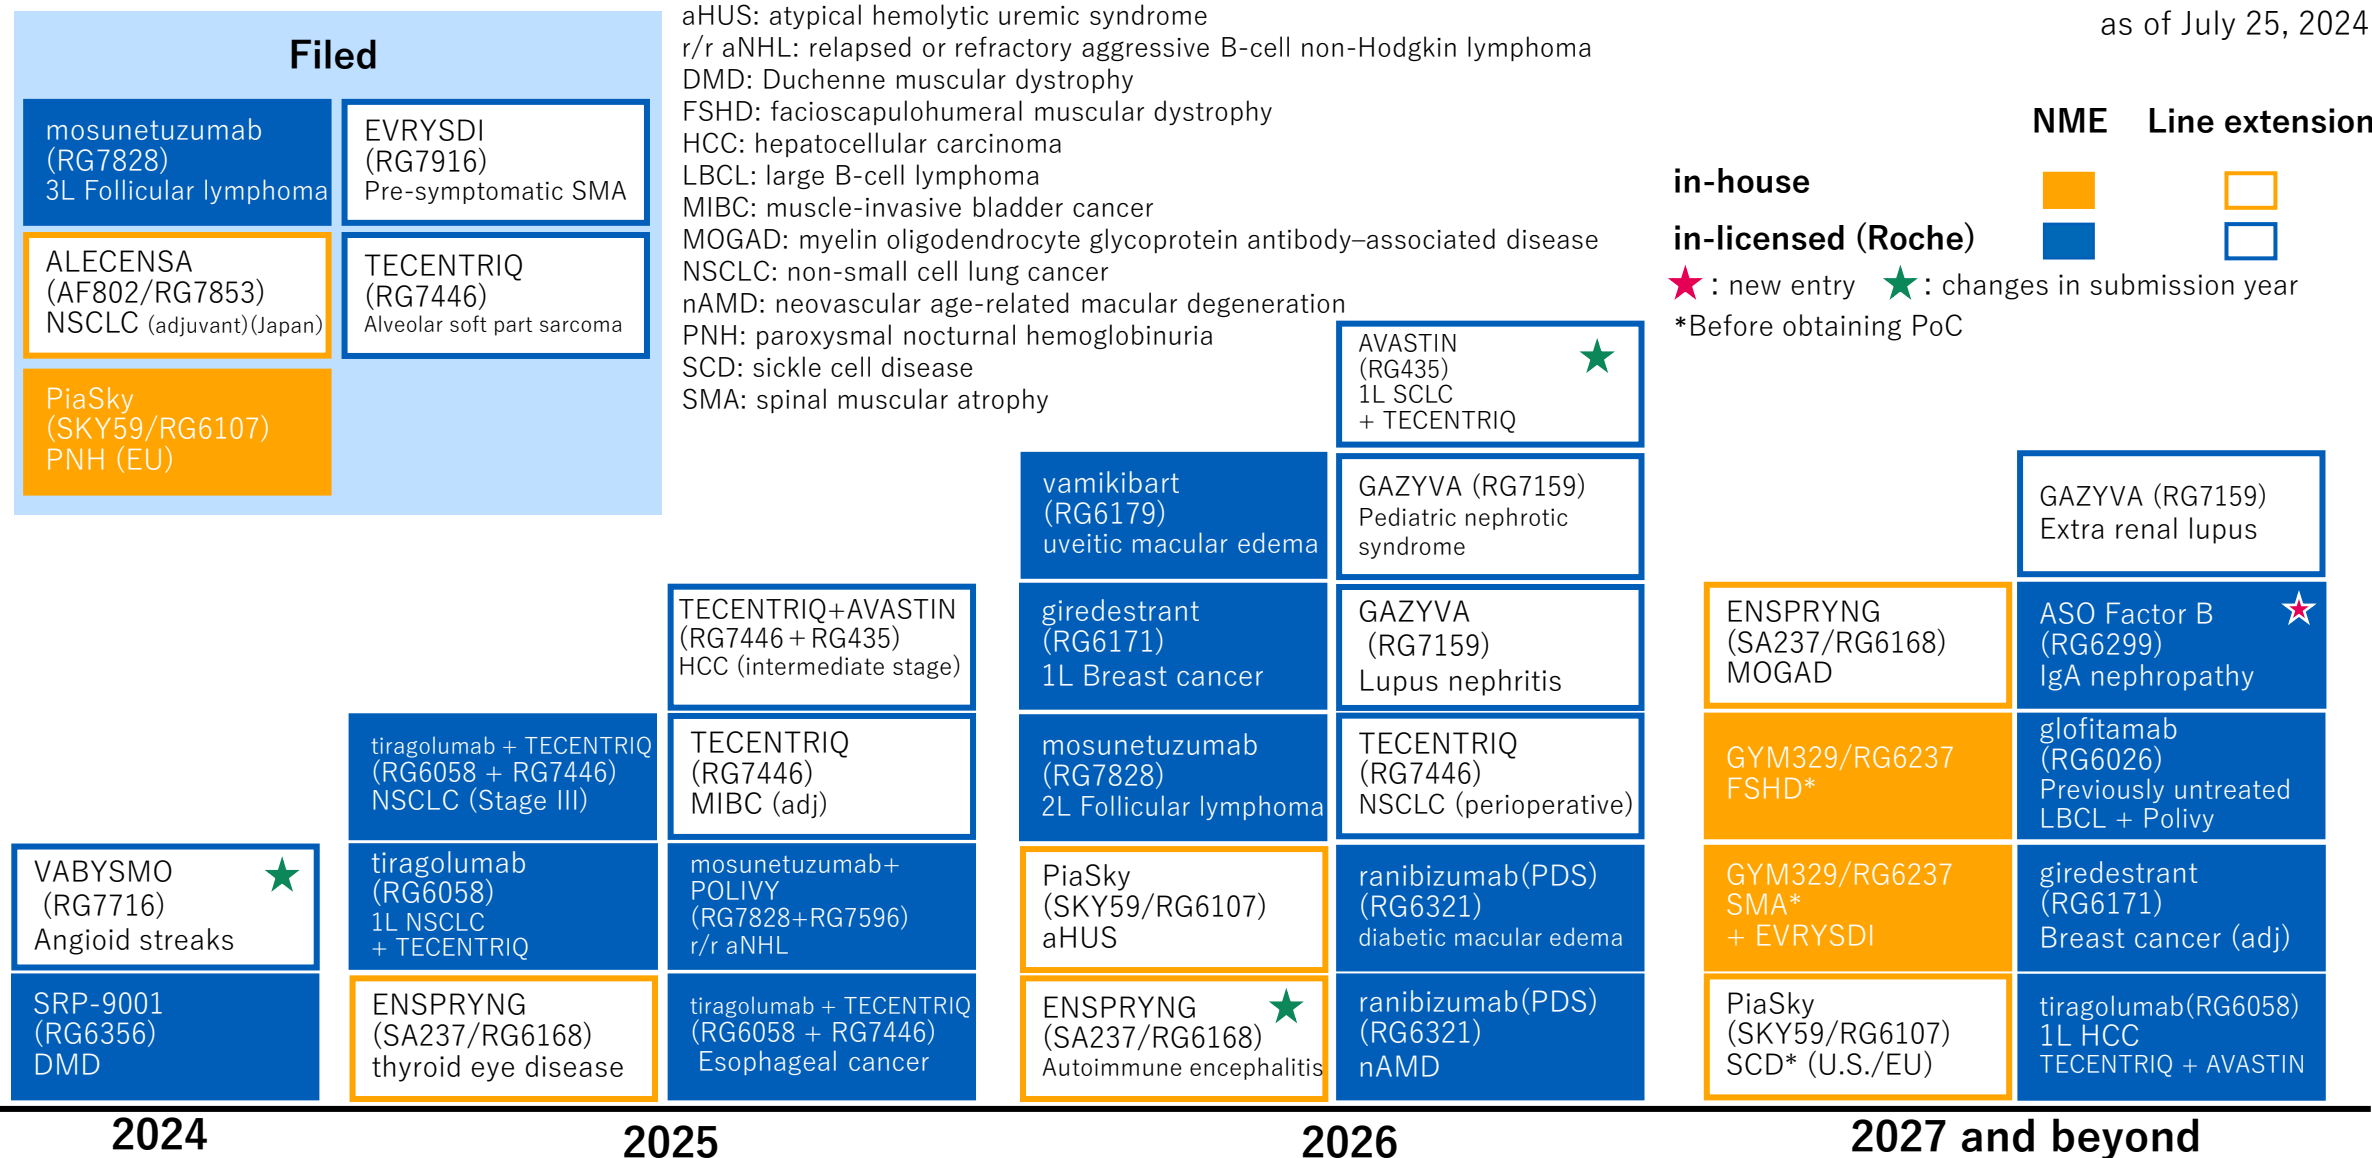 Filed
mosunetuzumab
(RG7828)
3L Follicular lymphoma
EVRYSDI
(RG7916)
Pre-symptomatic SMA
ALECENSA
(AF802/RG7853)
NSCLC (adjuvant)(Japan)
TECENTRIQ
(RG7446)
Alveolar soft part sarcoma
PiaSky
(SKY59/RG6107)
PNH (EU)
aHUS: atypical hemolytic uremic syndrome
r/r aNHL: relapsed or refractory aggressive B-cell non-Hodgkin lymphoma
DMD: Duchenne muscular dystrophy
FSHD: facioscapulohumeral muscular dystrophy
HCC: hepatocellular carcinoma
LBCL: large B-cell lymphoma
MIBC: muscle-invasive bladder cancer
MOGAD: myelin oligodendrocyte glycoprotein antibody–associated disease
NSCLC: non-small cell lung cancer
nAMD: neovascular age-related macular degeneration
PNH: paroxysmal nocturnal hemoglobinuria
SCD: sickle cell disease
SMA: spinal muscular atrophy
as of July 25, 2024
NME Line extension
in-house
in-licensed (Roche)
★: new entry ★: changes in submission year
*Before obtaining PoC
VABYSMO
(RG7716)
Angioid streaks
SRP-9001
(RG6356)
DMD
2024
tiragolumab + TECENTRIQ
(RG6058 + RG7446)
NSCLC (Stage III)
tiragolumab
(RG6058)
1L NSCLC
+ TECENTRIQ
ENSPRYNG
(SA237/RG6168)
thyroid eye disease
TECENTRIQ+AVASTIN
(RG7446+RG435)
HCC (intermediate stage)
TECENTRIQ
(RG7446)
MIBC (adj)
mosunetuzumab+
POLIVY
(RG7828+RG7596)
r/r aNHL
tiragolumab + TECENTRIQ
(RG6058 + RG7446)
Esophageal cancer
2025
vamikibart
(RG6179)
uveitic macular edema
giredestrant
(RG6171)
1L Breast cancer
mosunetuzumab
(RG7828)
2L Follicular lymphoma
PiaSky
(SKY59/RG6107)
aHUS
ENSPRYNG
(SA237/RG6168)
Autoimmune encephalitis
AVASTIN
(RG435)
1L SCLC
+ TECENTRIQ
GAZYVA (RG7159)
Pediatric nephrotic
syndrome
GAZYVA
(RG7159)
Lupus nephritis
TECENTRIQ
(RG7446)
NSCLC (perioperative)
ranibizumab(PDS)
(RG6321)
diabetic macular edema
ranibizumab(PDS)
(RG6321)
nAMD
2026
ENSPRYNG
(SA237/RG6168)
MOGAD
GYM329/RG6237
FSHD*
GYM329/RG6237
SMA*
+ EVRYSDI
PiaSky
(SKY59/RG6107)
SCD* (U.S./EU)
GAZYVA (RG7159)
Extra renal lupus
ASO Factor B
(RG6299)
IgA nephropathy
glofitamab
(RG6026)
Previously untreated
LBCL + Polivy
giredestrant
(RG6171)
Breast cancer (adj)
tiragolumab(RG6058)
1L HCC
TECENTRIQ + AVASTIN
2027 and beyond